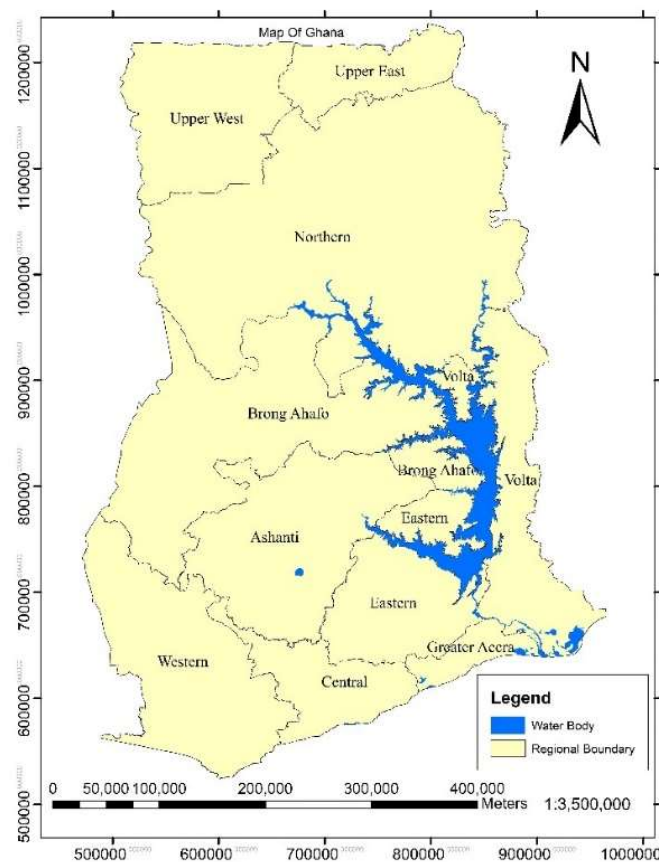 Map Of Ghana
Upper East
N
Upper West
Northern
Volta
Brong Ahafo
Brong Ahafo
Volta
Eastern
Ashanti
Eastern
Greater Accra
Western
Central
Legend
Water Body
Regional Boundary
0 50,000 100,000 200,000 300,000 400,000
Meters 1:3,500,000
1200000
1100000
1000000
900000
800000
700000
600000
500000
500000 600000 700000 800000 900000 1000000